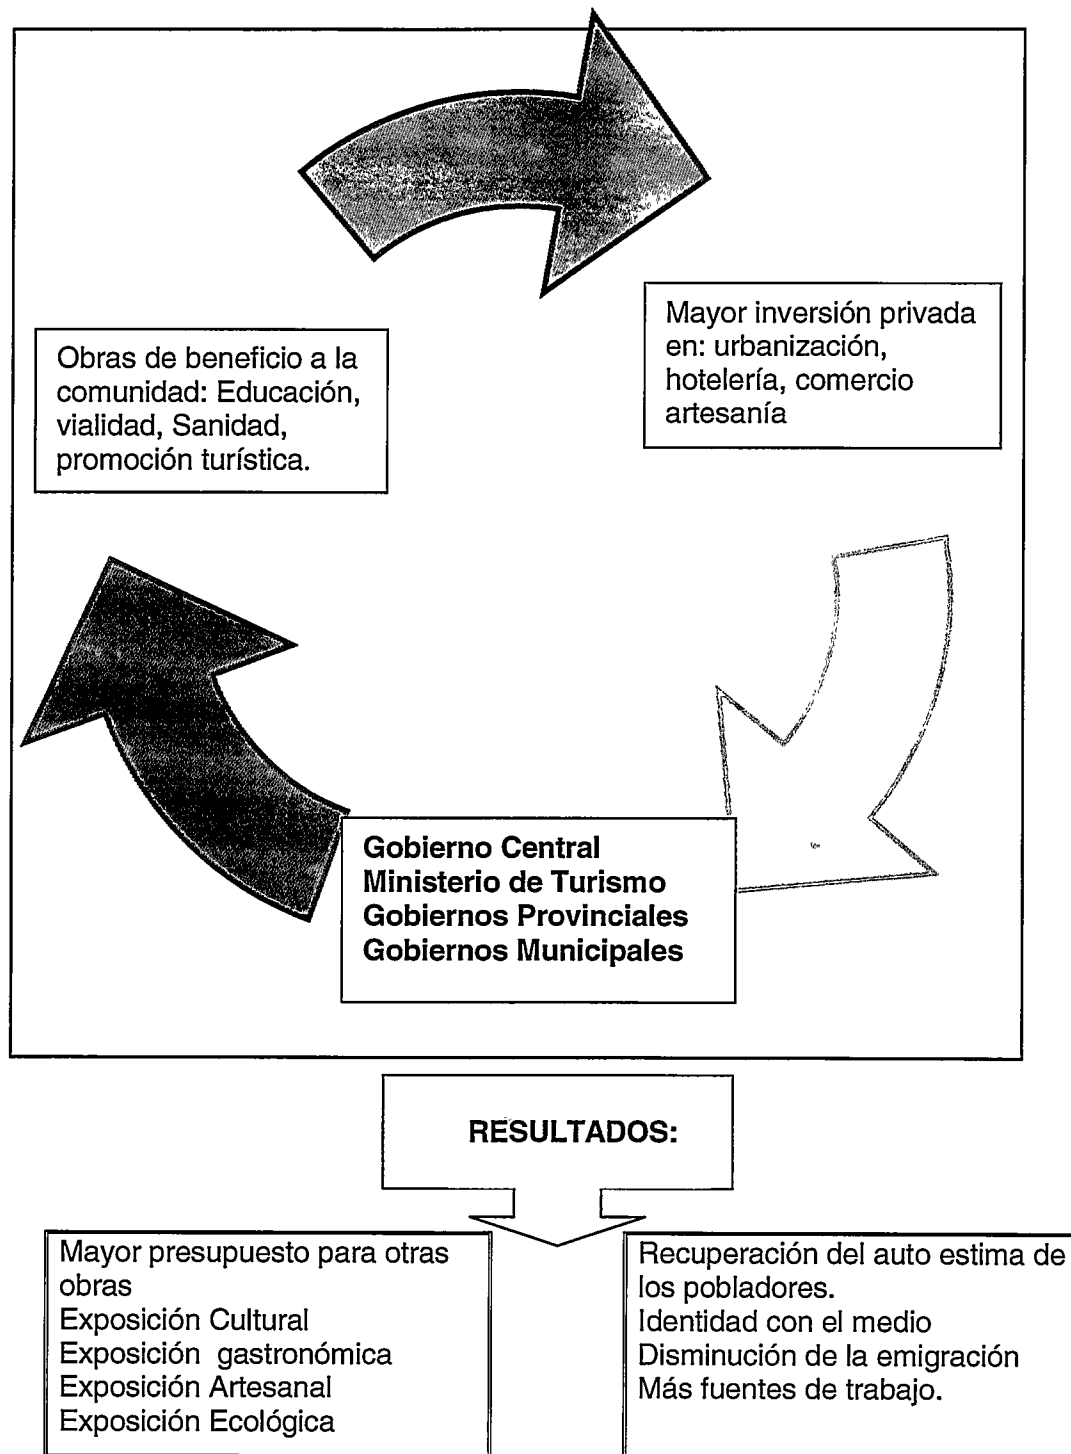 Obras de beneficio a la
comunidad: Educación,
vialidad, Sanidad,
promoción turística.
Mayor inversión privada
en: urbanización,
hotelería, comercio
artesanía
Gobierno Central
Ministerio de Turismo
Gobiernos Provinciales
Gobiernos Municipales
RESULTADOS:
Mayor presupuesto para otras
obras
Exposición Cultural
Exposición gastronómica
Exposición Artesanal
Exposición Ecológica
Recuperación del auto estima de
los pobladores.
Identidad con el medio
Disminución de la emigración
Más fuentes de trabajo.